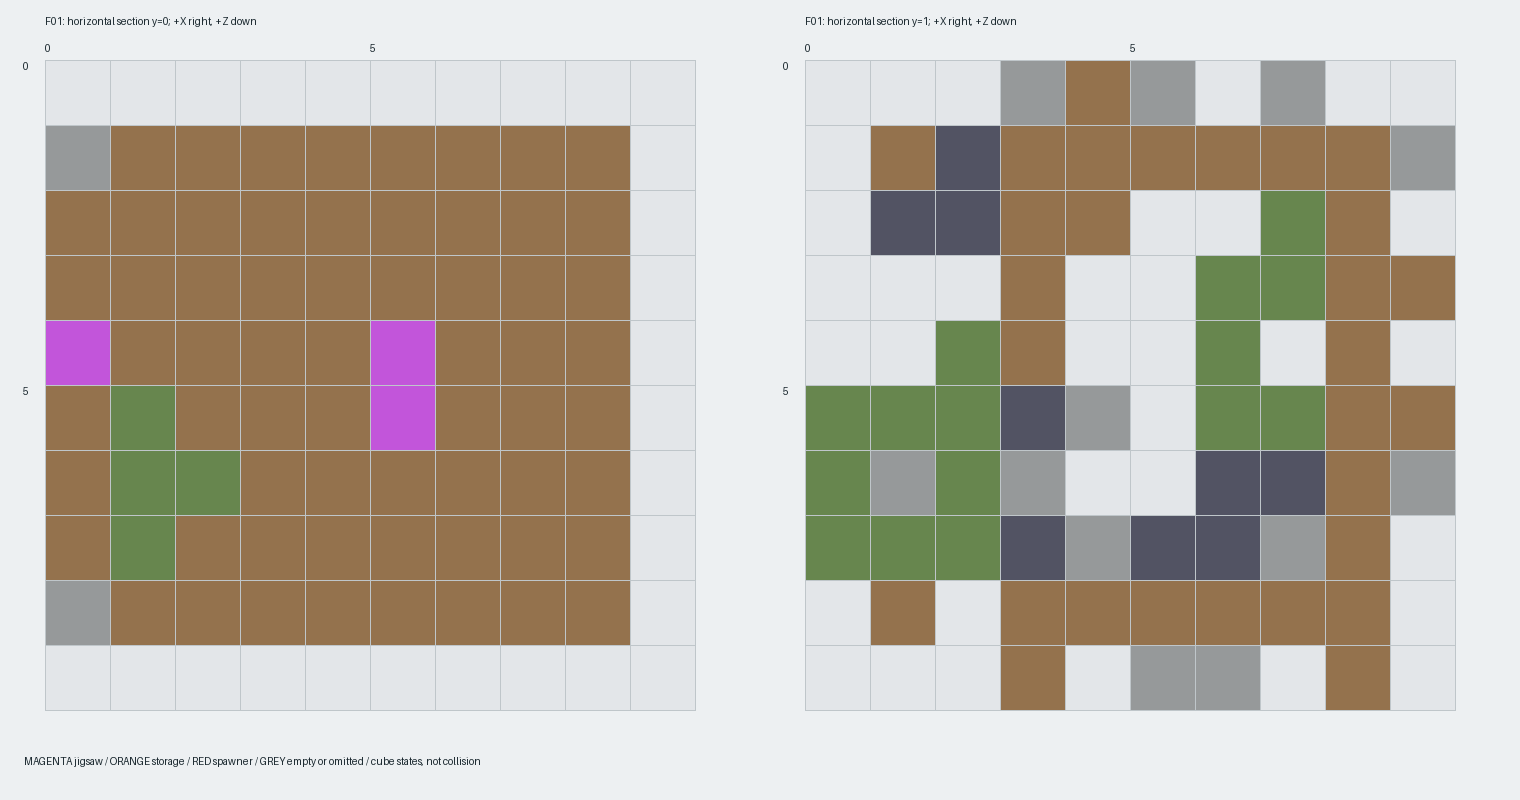 F01: horizontal section y=0; +X right, +Z down
F01: horizontal section y=1; +X right, +Z down
0 5
0 5
0
0
5
5
MAGENTA jigsaw / ORANGE storage / RED spawner / GREY empty or omitted / cube states, not collision